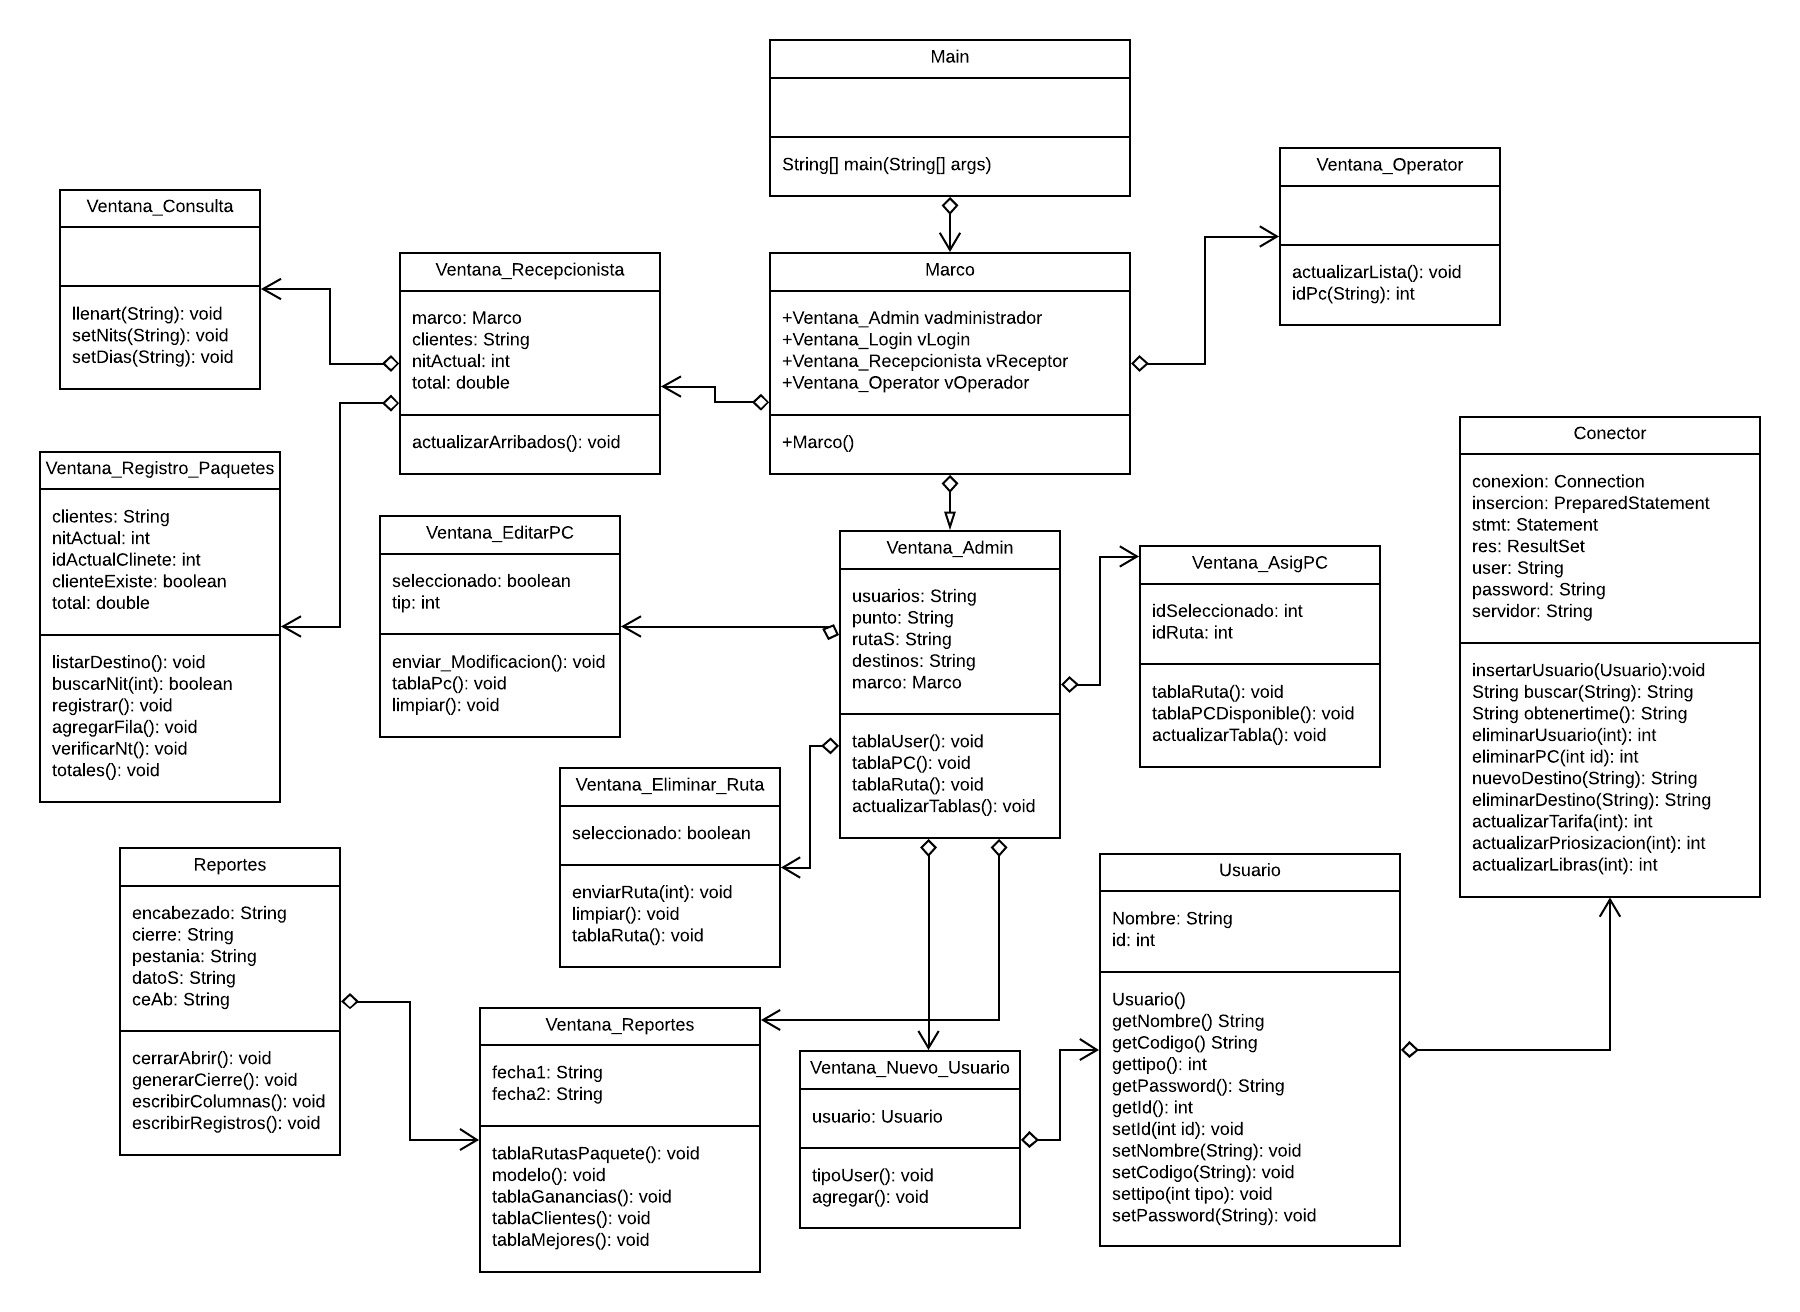 Main
String[] main(String[] args)
Ventana_Operator
actualizarLista(): void
idPc(String): int
Ventana_Consulta
llenart(String): void
setNits(String): void
setDias(String): void
Ventana_Recepcionista
marco: Marco
clientes: String
nitActual: int
total: double
actualizarArribados(): void
Marco
+Ventana_Admin vadministrador
+Ventana_Login vLogin
+Ventana_Recepcionista vReceptor
+Ventana_Operator vOperador
+Marco()
Conector
conexion: Connection
insercion: PreparedStatement
stmt: Statement
res: ResultSet
user: String
password: String
servidor: String
insertarUsuario(Usuario):void
String buscar(String): String
String obtenertime(): String
eliminarUsuario(int): int
eliminarPC(int id): int
nuevoDestino(String): String
eliminarDestino(String): String
actualizarTarifa(int): int
actualizarPriosizacion(int): int
actualizarLibras(int): int
Ventana_Registro_Paquetes
clientes: String
nitActual: int
idActualClinete: int
clienteExiste: boolean
total: double
listarDestino(): void
buscarNit(int): boolean
registrar(): void
agregarFila(): void
verificarNt(): void
totales(): void
Ventana_EditarPC
seleccionado: boolean
tip: int
enviar_Modificacion(): void
tablaPc(): void
limpiar(): void
Ventana_Admin
usuarios: String
punto: String
rutaS: String
destinos: String
marco: Marco
tablaUser(): void
tablaPC(): void
tablaRuta(): void
actualizarTablas(): void
Ventana_AsigPC
idSeleccionado: int
idRuta: int
tablaRuta(): void
tablaPCDisponible(): void
actualizarTabla(): void
Ventana_Eliminar_Ruta
seleccionado: boolean
enviarRuta(int): void
limpiar(): void
tablaRuta(): void
Reportes
encabezado: String
cierre: String
pestania: String
datoS: String
ceAb: String
cerrarAbrir(): void
generarCierre(): void
escribirColumnas(): void
escribirRegistros(): void
Usuario
Nombre: String
id: int
Usuario()
getNombre() String
getCodigo() String
gettipo(): int
getPassword(): String
getId(): int
setId(int id): void
setNombre(String): void
setCodigo(String): void
settipo(int tipo): void
setPassword(String): void
Ventana_Reportes
fecha1: String
fecha2: String
tablaRutasPaquete(): void
modelo(): void
tablaGanancias(): void
tablaClientes(): void
tablaMejores(): void
Ventana_Nuevo_Usuario
usuario: Usuario
tipoUser(): void
agregar(): void